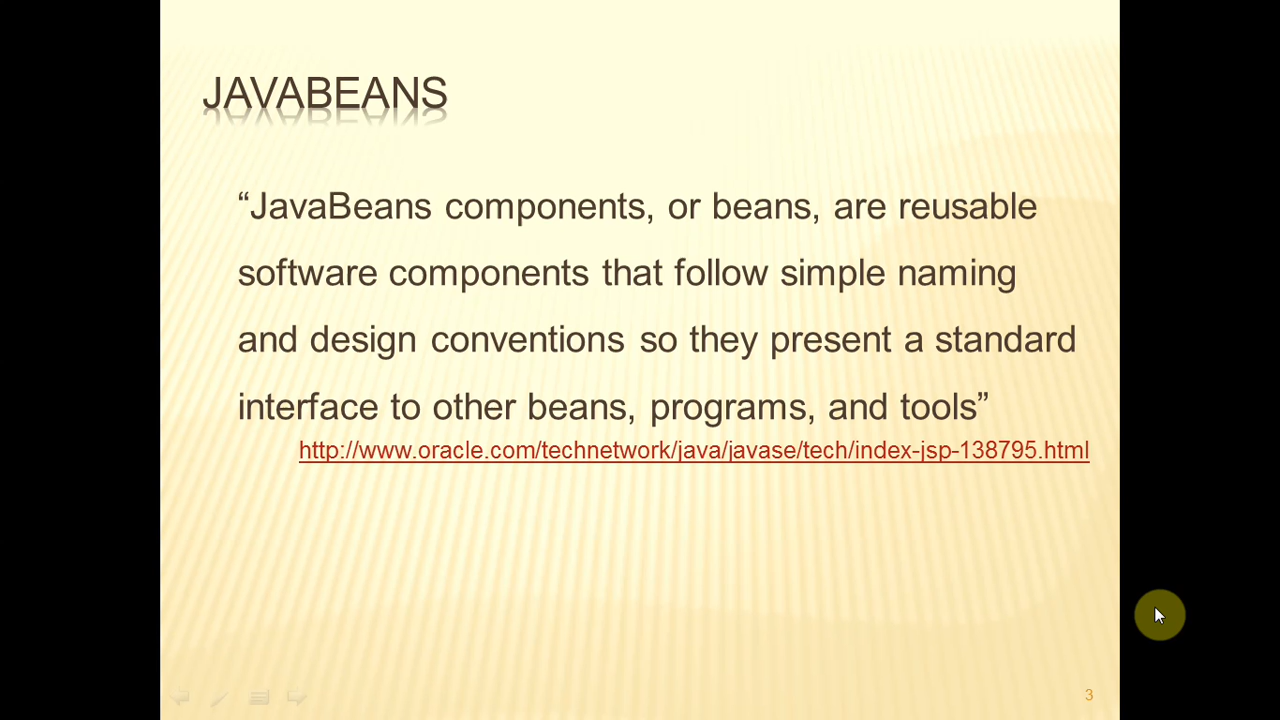 JAVABEANS
“JavaBeans components, or beans, are reusable
software components that follow simple naming
and design conventions so they present a standard
interface to other beans, programs, and tools”
http://www.oracle.com/technetwork/java/javase/tech/index-jsp-138795.html
3